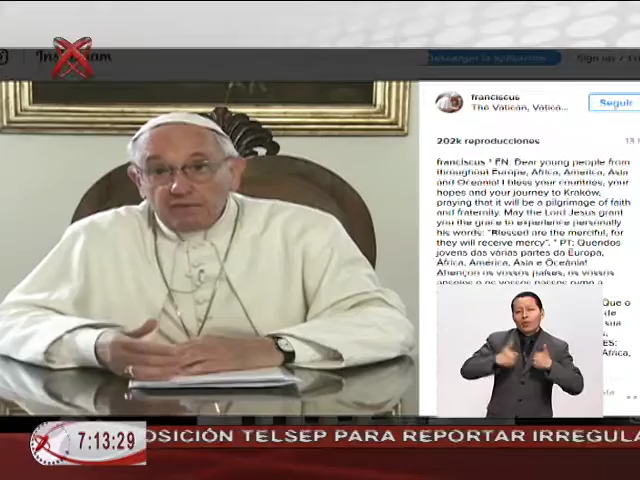 Descargar la aplicación
Sign up
franciscus
The Vatican, Vatica...
Seguir
202k reproducciones
franciscus * EN: Dear young people from
throughout Europe, Africa, America, Asia
and Oceania! I bless your countries, your
hopes and your journey to Kraków,
praying that it will be a pilgrimage of faith
and fraternity. May the Lord Jesus grant
you the grace to experience personally
his words: "Blessed are the merciful, for
they will receive mercy". * PT: Queridos
jovens das várias partes da Europa,
África, América, Ásia e Oceânia!
Abençoo os vossos países, os vossos
7:13:29
OSICIÓN TELSEP PARA REPORTAR IRREGULA